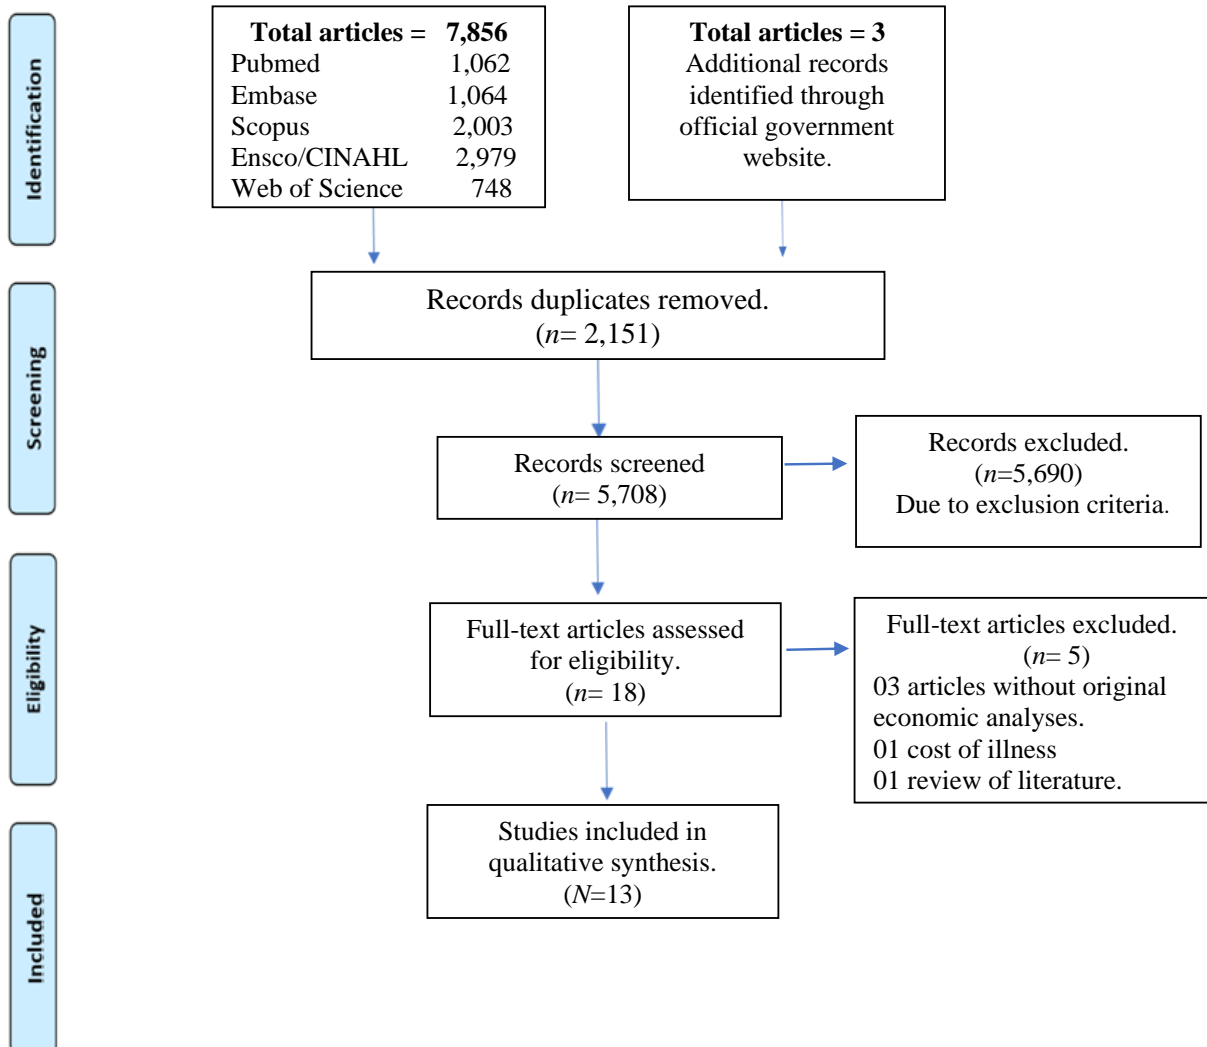 Identification
Total articles = 7,856
Pubmed 1,062
Embase 1,064
Scopus 2,003
Ensco/CINAHL 2,979
Web of Science 748
Total articles = 3
Additional records
identified through
official government
website.
Screening
Records duplicates removed.
(n= 2,151)
Records screened
(n= 5,708)
Records excluded.
(n=5,690)
Due to exclusion criteria.
Eligibility
Full-text articles assessed
for eligibility.
(n= 18)
Full-text articles excluded.
(n= 5)
03 articles without original
economic analyses.
01 cost of illness
01 review of literature.
Included
Studies included in
qualitative synthesis.
(N=13)